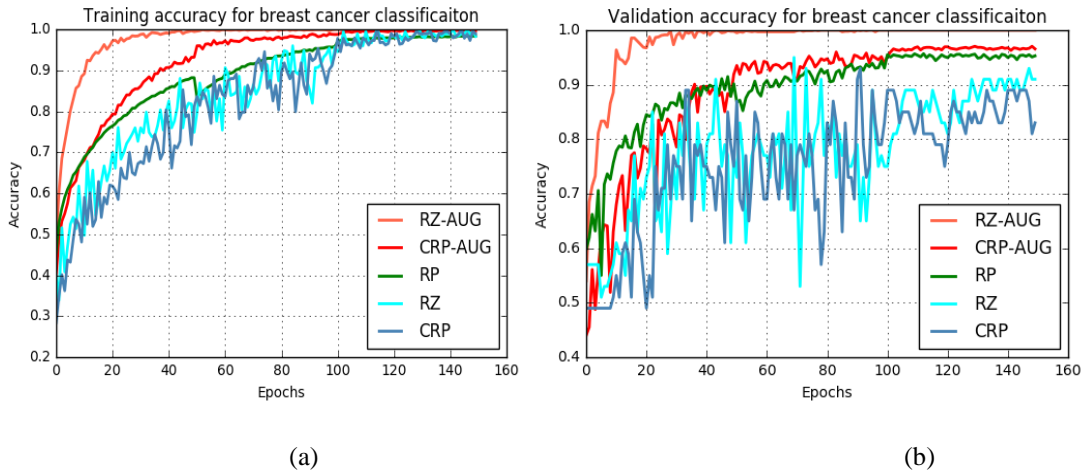 Training accuracy for breast cancer classificaiton
1.0
0.9
0.8
0.7
0.6
0.5
0.4
0.3
0.2
Accuracy
RZ-AUG
CRP-AUG
RP
RZ
CRP
0 20 40 60 80 100 120 140 160
Epochs
(a)
Validation accuracy for breast cancer classificaiton
1.0
0.9
0.8
0.7
0.6
0.5
0.4
Accuracy
RZ-AUG
CRP-AUG
RP
RZ
CRP
0 20 40 60 80 100 120 140 160
Epochs
(b)